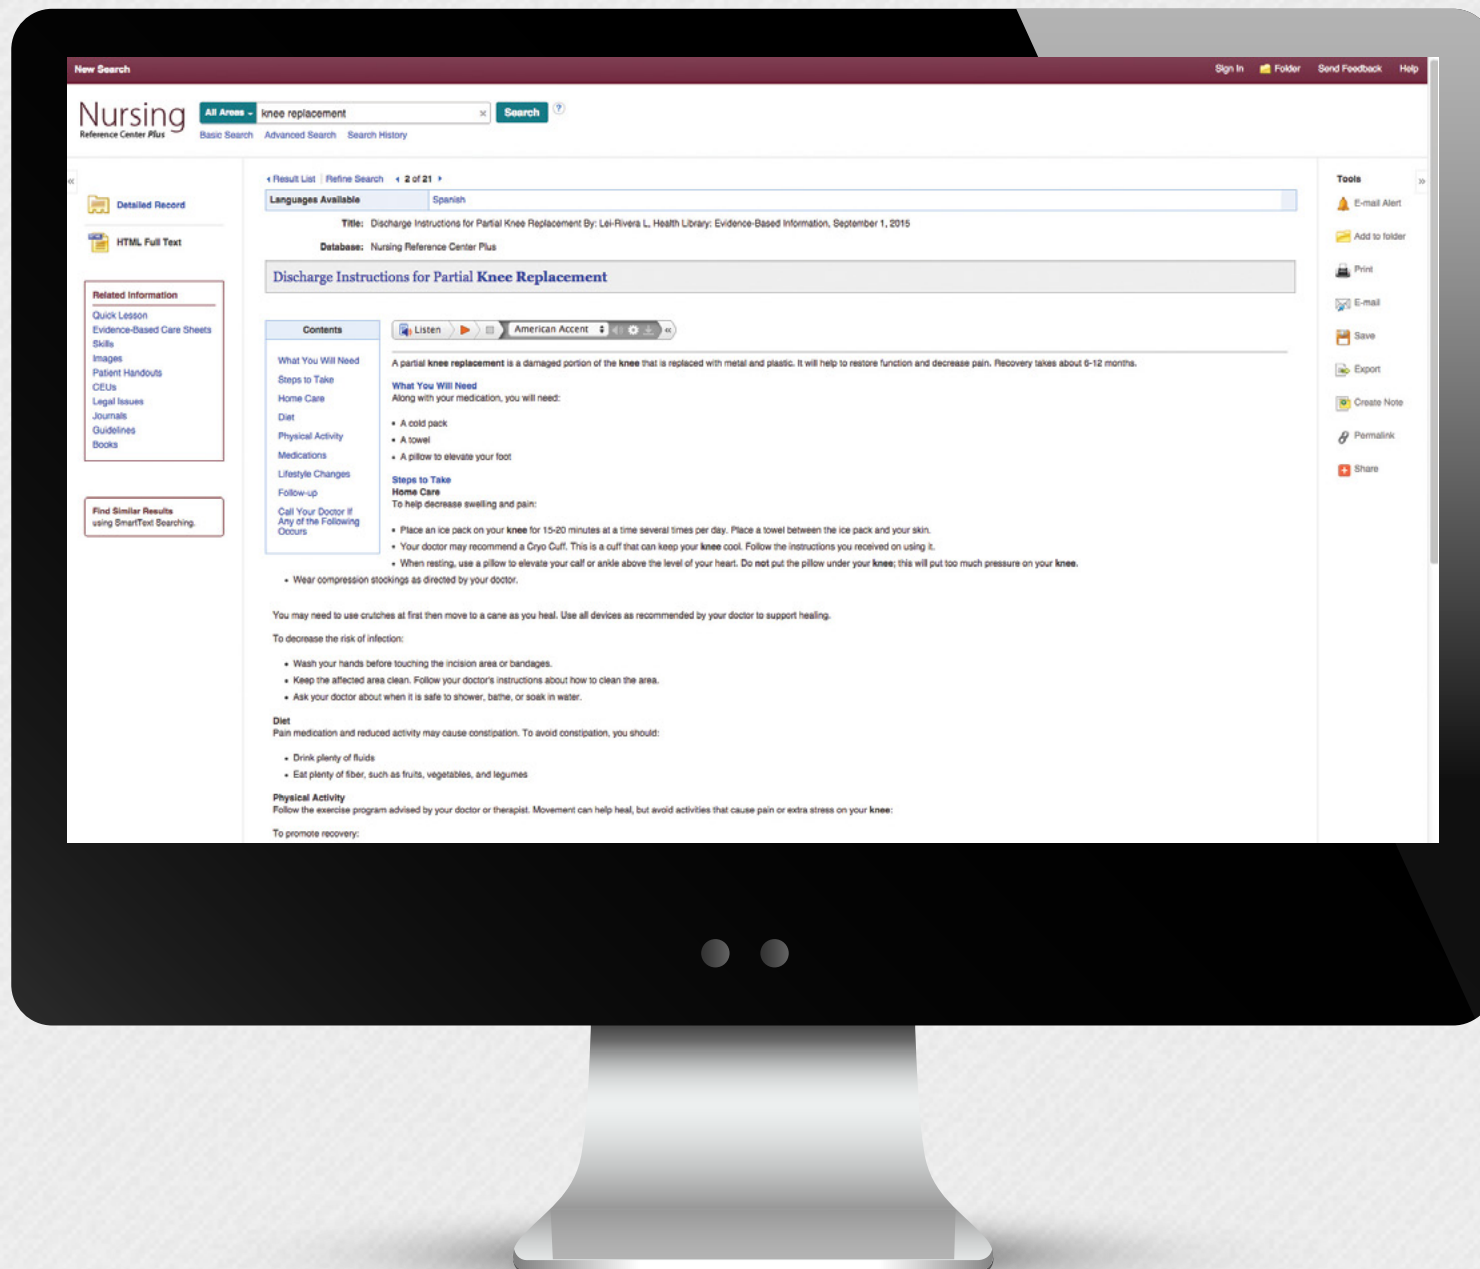 New Search
Sign In Folder Send Feedback Help
Nursing
Reference Center Plus
All Areas knee replacement × Search ?
Basic Search Advanced Search Search History
Result List Refine Search 2 of 21
Languages Available Spanish
Title: Discharge Instructions for Partial Knee Replacement By: Lei-Rivera L, Health Library: Evidence-Based Information, September 1, 2015
Database: Nursing Reference Center Plus
Discharge Instructions for Partial Knee Replacement
«
Detailed Record
HTML Full Text
Related Information
Quick Lesson
Evidence-Based Care Sheets
Skills
Images
Patient Handouts
CEUs
Legal Issues
Journals
Guidelines
Books
Find Similar Results
using SmartText Searching.
Contents
What You Will Need
Steps to Take
Home Care
Diet
Physical Activity
Medications
Lifestyle Changes
Follow-up
Call Your Doctor If
Any of the Following
Occurs
Listen American Accent «
A partial knee replacement is a damaged portion of the knee that is replaced with metal and plastic. It will help to restore function and decrease pain. Recovery takes about 6-12 months.
What You Will Need
Along with your medication, you will need:
• A cold pack
• A towel
• A pillow to elevate your foot
Steps to Take
Home Care
To help decrease swelling and pain:
• Place an ice pack on your knee for 15-20 minutes at a time several times per day. Place a towel between the ice pack and your skin.
• Your doctor may recommend a Cryo Cuff. This is a cuff that can keep your knee cool. Follow the instructions you received on using it.
• When resting, use a pillow to elevate your calf or ankle above the level of your heart. Do not put the pillow under your knee; this will put too much pressure on your knee.
• Wear compression stockings as directed by your doctor.
You may need to use crutches at first then move to a cane as you heal. Use all devices as recommended by your doctor to support healing.
To decrease the risk of infection:
• Wash your hands before touching the incision area or bandages.
• Keep the affected area clean. Follow your doctor's instructions about how to clean the area.
• Ask your doctor about when it is safe to shower, bathe, or soak in water.
Diet
Pain medication and reduced activity may cause constipation. To avoid constipation, you should:
• Drink plenty of fluids
• Eat plenty of fiber, such as fruits, vegetables, and legumes
Physical Activity
Follow the exercise program advised by your doctor or therapist. Movement can help heal, but avoid activities that cause pain or extra stress on your knee:
To promote recovery:
Tools »
E-mail Alert
Add to folder
Print
E-mail
Save
Export
Create Note
Permalink
Share